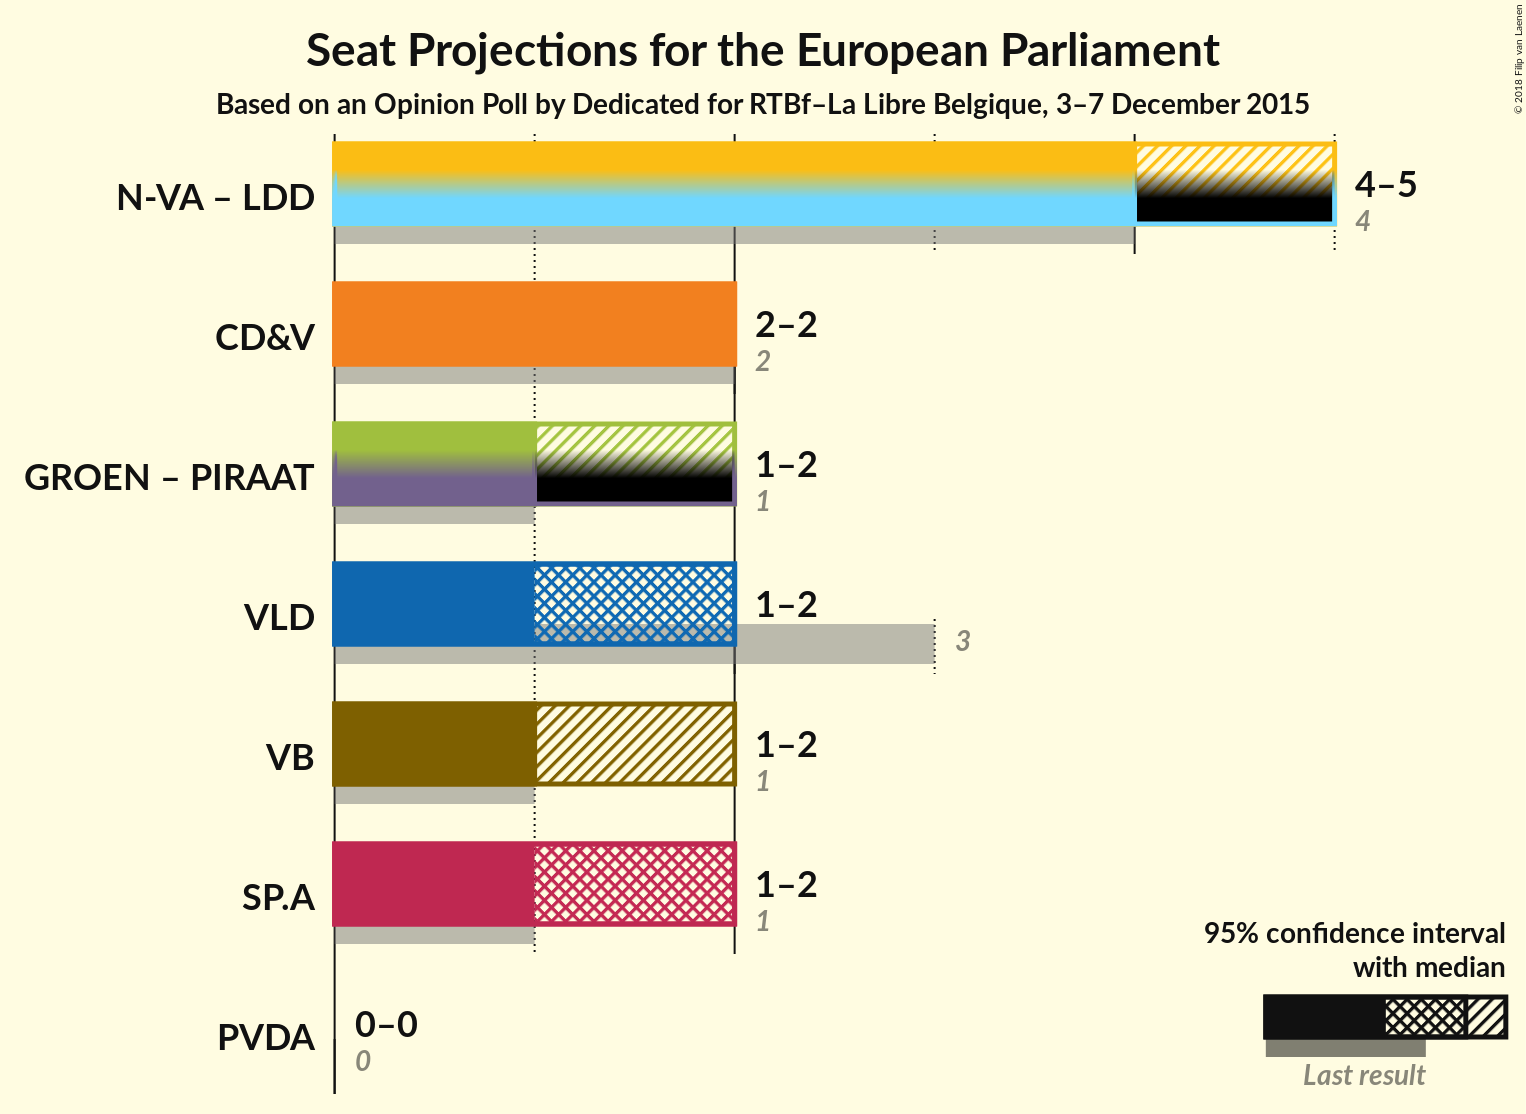 Seat Projections for the European Parliament
Based on an Opinion Poll by Dedicated for RTBf–La Libre Belgique, 3–7 December 2015
© 2018 Filip van Laenen
N-VA – LDD
4–5
4
CD&V
2–2
2
GROEN – PIRAAT
1–2
1
VLD
1–2
3
VB
1–2
1
SP.A
1–2
1
PVDA
0–0
0
95% confidence interval
with median
Last result